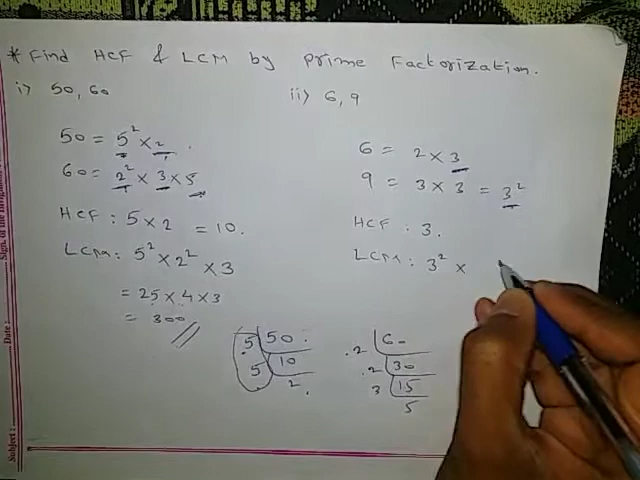 * Find HCF & LCM by prime Factorization.
i) 50, 60
50 = 5² × 2.
60 = 2² × 3 × 5
HCF : 5 × 2 = 10.
LCM : 5² × 2² × 3
= 25 × 4 × 3
= 300 //
5 | 50
5 | 10
2
ii) 6, 9
6 = 2 × 3
9 = 3 × 3 = 3²
HCF : 3.
LCM : 3² ×
2 | 60
2 | 30
3 | 15
5
Subject :
Date :